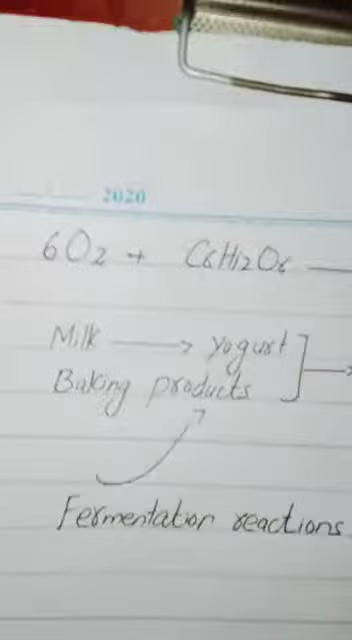 2020
6O2 + C6H12O6
Milk → yogurt
Baking products
Fermentation reactions